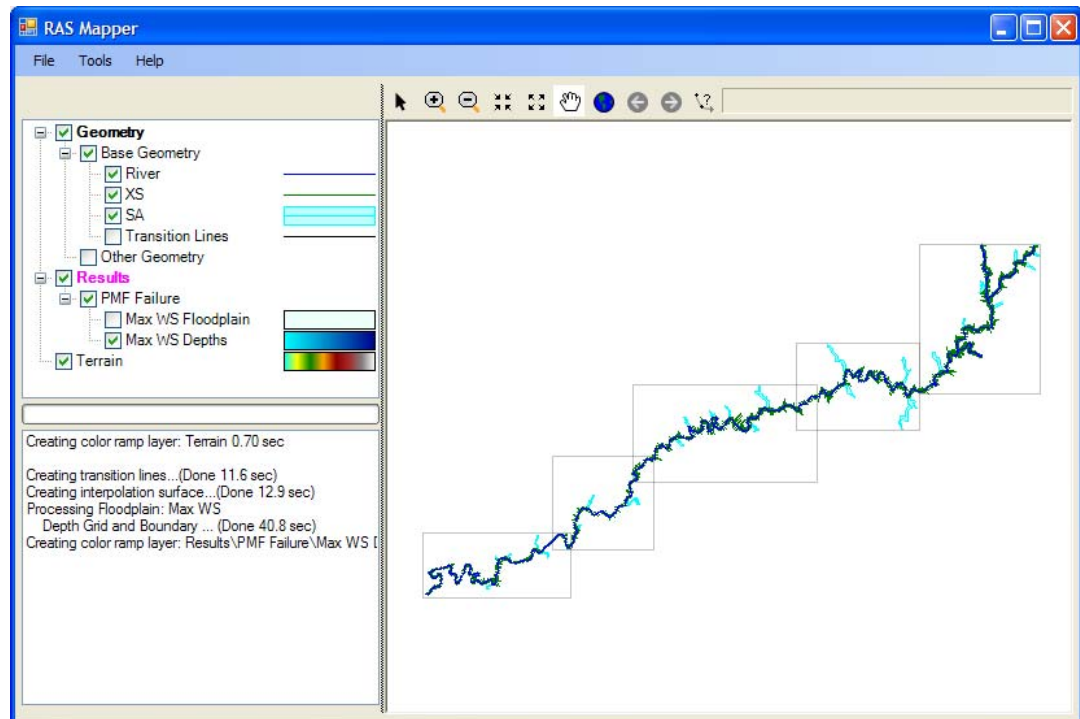 RAS Mapper
File Tools Help
Geometry
Base Geometry
River
XS
SA
Transition Lines
Other Geometry
Results
PMF Failure
Max WS Floodplain
Max WS Depths
Terrain
Creating color ramp layer: Terrain 0.70 sec
Creating transition lines...(Done 11.6 sec)
Creating interpolation surface...(Done 12.9 sec)
Processing Floodplain: Max WS
Depth Grid and Boundary ... (Done 40.8 sec)
Creating color ramp layer: Results\PMF Failure\Max WS